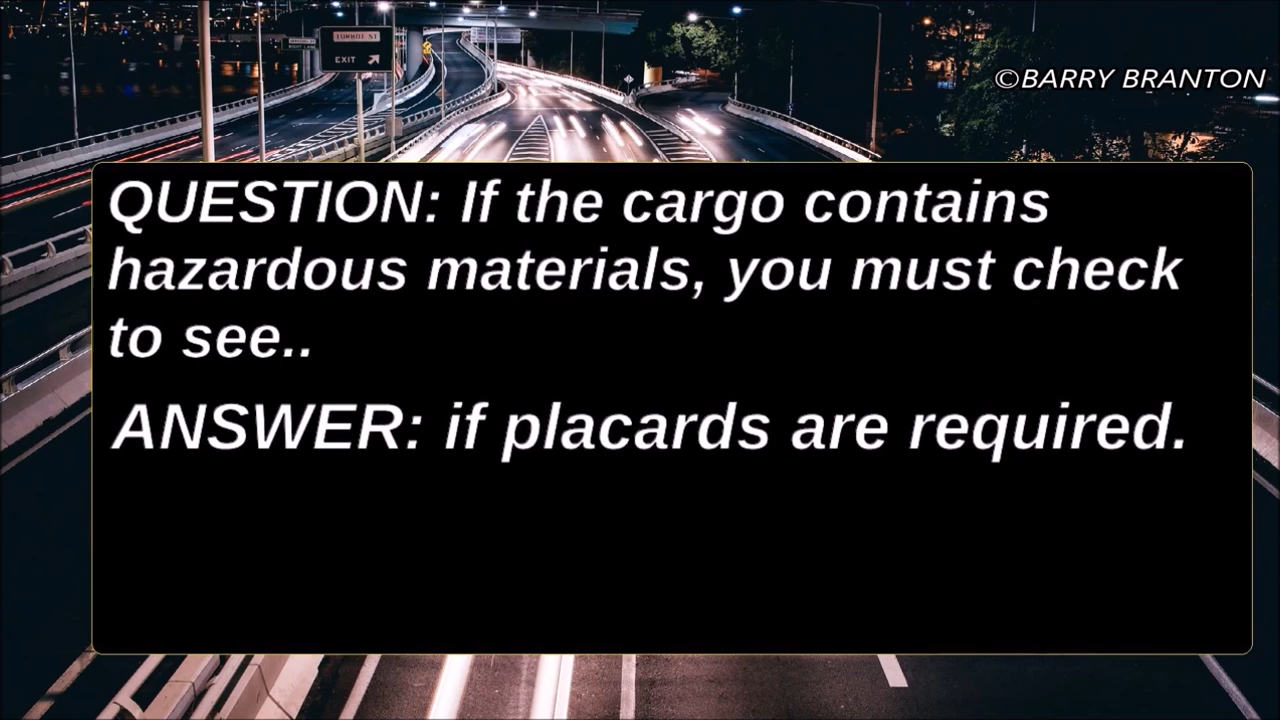 EXIT
©BARRY BRANTON
QUESTION: If the cargo contains
hazardous materials, you must check
to see..
ANSWER: if placards are required.